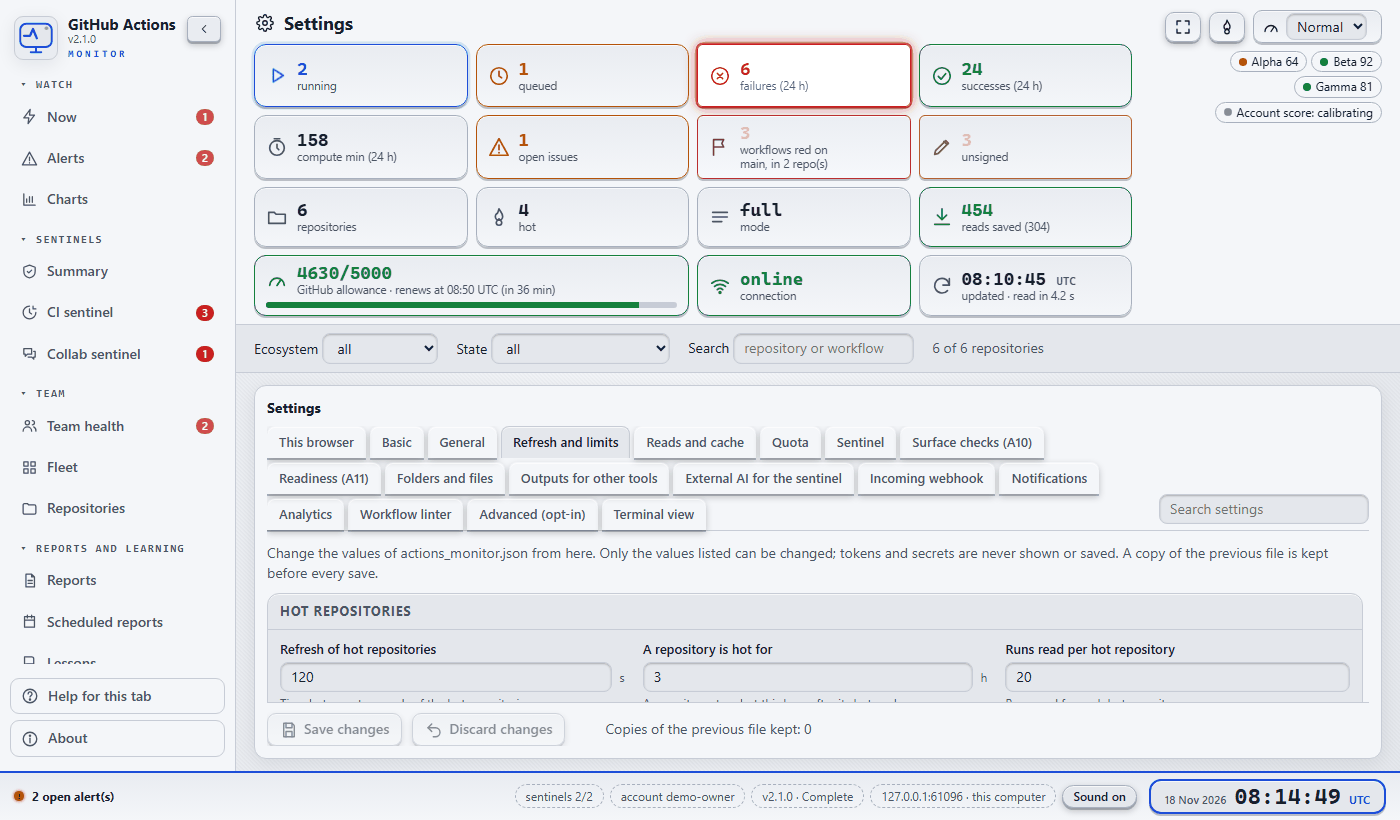 GitHub Actions
v2.1.0
MONITOR
WATCH
Now 1
Alerts 2
Charts
SENTINELS
Summary
CI sentinel 3
Collab sentinel 1
TEAM
Team health 2
Fleet
Repositories
REPORTS AND LEARNING
Reports
Scheduled reports
Lessons
Help for this tab
About
Settings
Normal
Alpha 64
Beta 92
Gamma 81
Account score: calibrating
2
running
1
queued
6
failures (24 h)
24
successes (24 h)
158
compute min (24 h)
1
open issues
3
workflows red on
main, in 2 repo(s)
3
unsigned
6
repositories
4
hot
full
mode
454
reads saved (304)
4630/5000
GitHub allowance · renews at 08:50 UTC (in 36 min)
online
connection
08:10:45 UTC
updated · read in 4.2 s
Ecosystem all State all Search repository or workflow 6 of 6 repositories
Settings
This browser Basic General Refresh and limits Reads and cache Quota Sentinel Surface checks (A10)
Readiness (A11) Folders and files Outputs for other tools External AI for the sentinel Incoming webhook Notifications
Analytics Workflow linter Advanced (opt-in) Terminal view
Search settings
Change the values of actions_monitor.json from here. Only the values listed can be changed; tokens and secrets are never shown or saved. A copy of the previous file is kept
before every save.
HOT REPOSITORIES
Refresh of hot repositories A repository is hot for Runs read per hot repository
120 s 3 h 20
Save changes Discard changes Copies of the previous file kept: 0
2 open alert(s) sentinels 2/2 account demo-owner v2.1.0 · Complete 127.0.0.1:61096 · this computer Sound on 18 Nov 2026 08:14:49 UTC